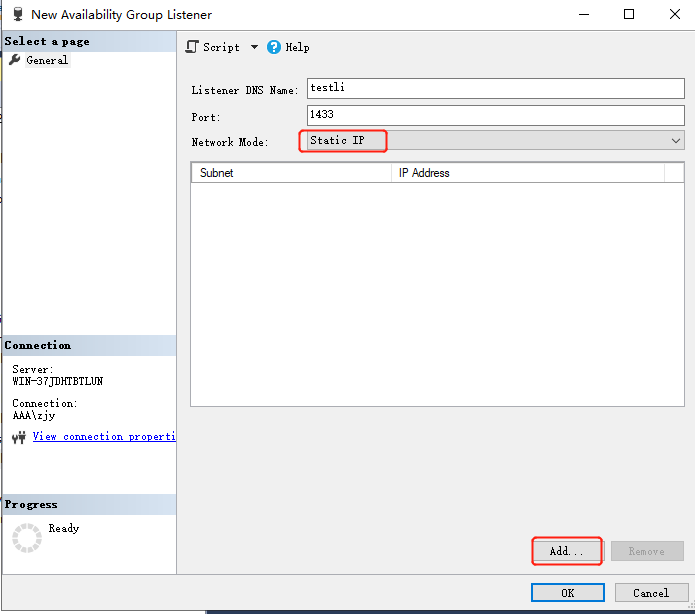 New Availability Group Listener
Select a page
General
Script
Help
Listener DNS Name:
testli
Port:
1433
Network Mode:
Static IP
Subnet
IP Address
Connection
Server:
WIN-37JDHTBTLUN
Connection:
AAA\zjy
View connection properti
Progress
Ready
Add...
Remove
OK
Cancel